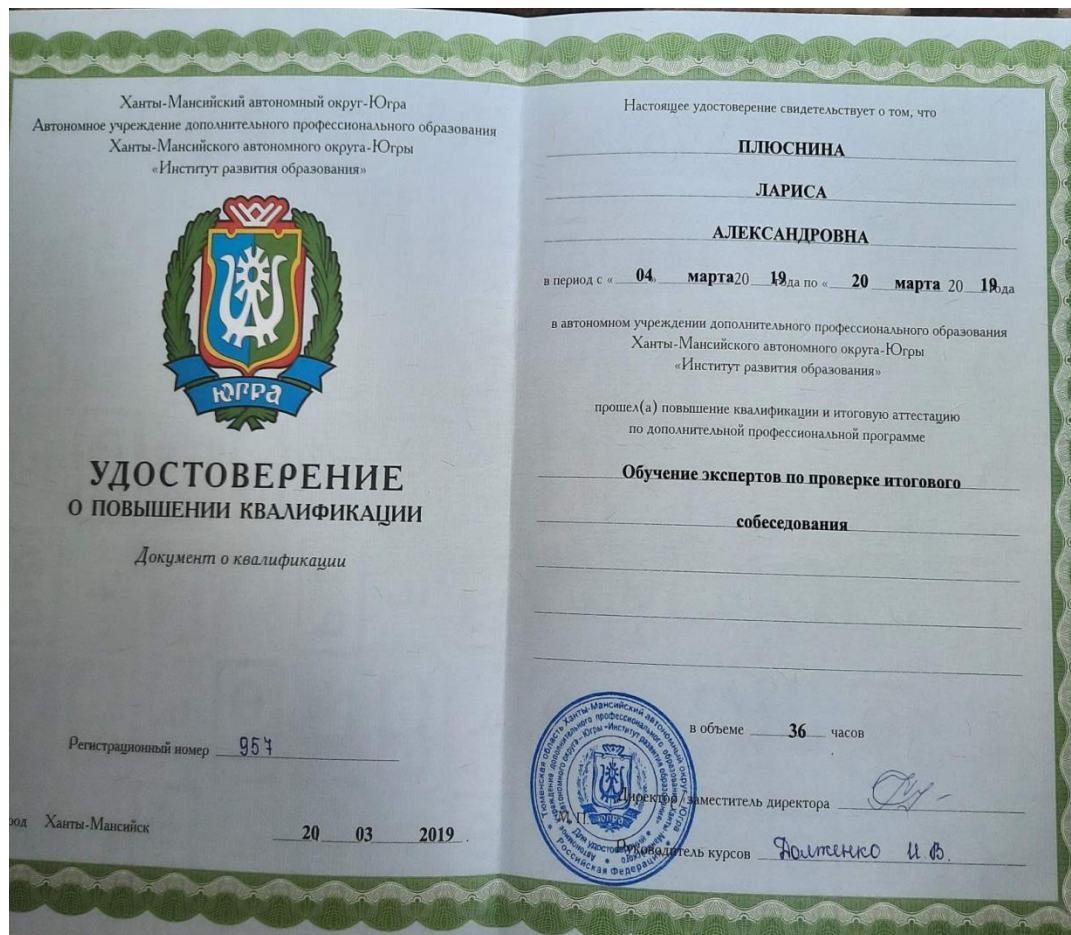 Ханты-Мансийский автономный округ-Югра
Автономное учреждение дополнительного профессионального образования
Ханты-Мансийского автономного округа-Югры
«Институт развития образования»
ЮГРА
УДОСТОВЕРЕНИЕ
О ПОВЫШЕНИИ КВАЛИФИКАЦИИ
Документ о квалификации
Регистрационный номер 957
род Ханты-Мансийск 20 03 2019 .
Настоящее удостоверение свидетельствует о том, что
ПЛЮСНИНА
ЛАРИСА
АЛЕКСАНДРОВНА
в период с « 04 » марта 20 19 года по « 20 марта 20 19 года
в автономном учреждении дополнительного профессионального образования
Ханты-Мансийского автономного округа-Югры
«Институт развития образования»
прошел(а) повышение квалификации и итоговую аттестацию
по дополнительной профессиональной программе
Обучение экспертов по проверке итогового
собеседования
в объеме 36 часов
Директор/заместитель директора
М. П.
Руководитель курсов Долженко И. В.